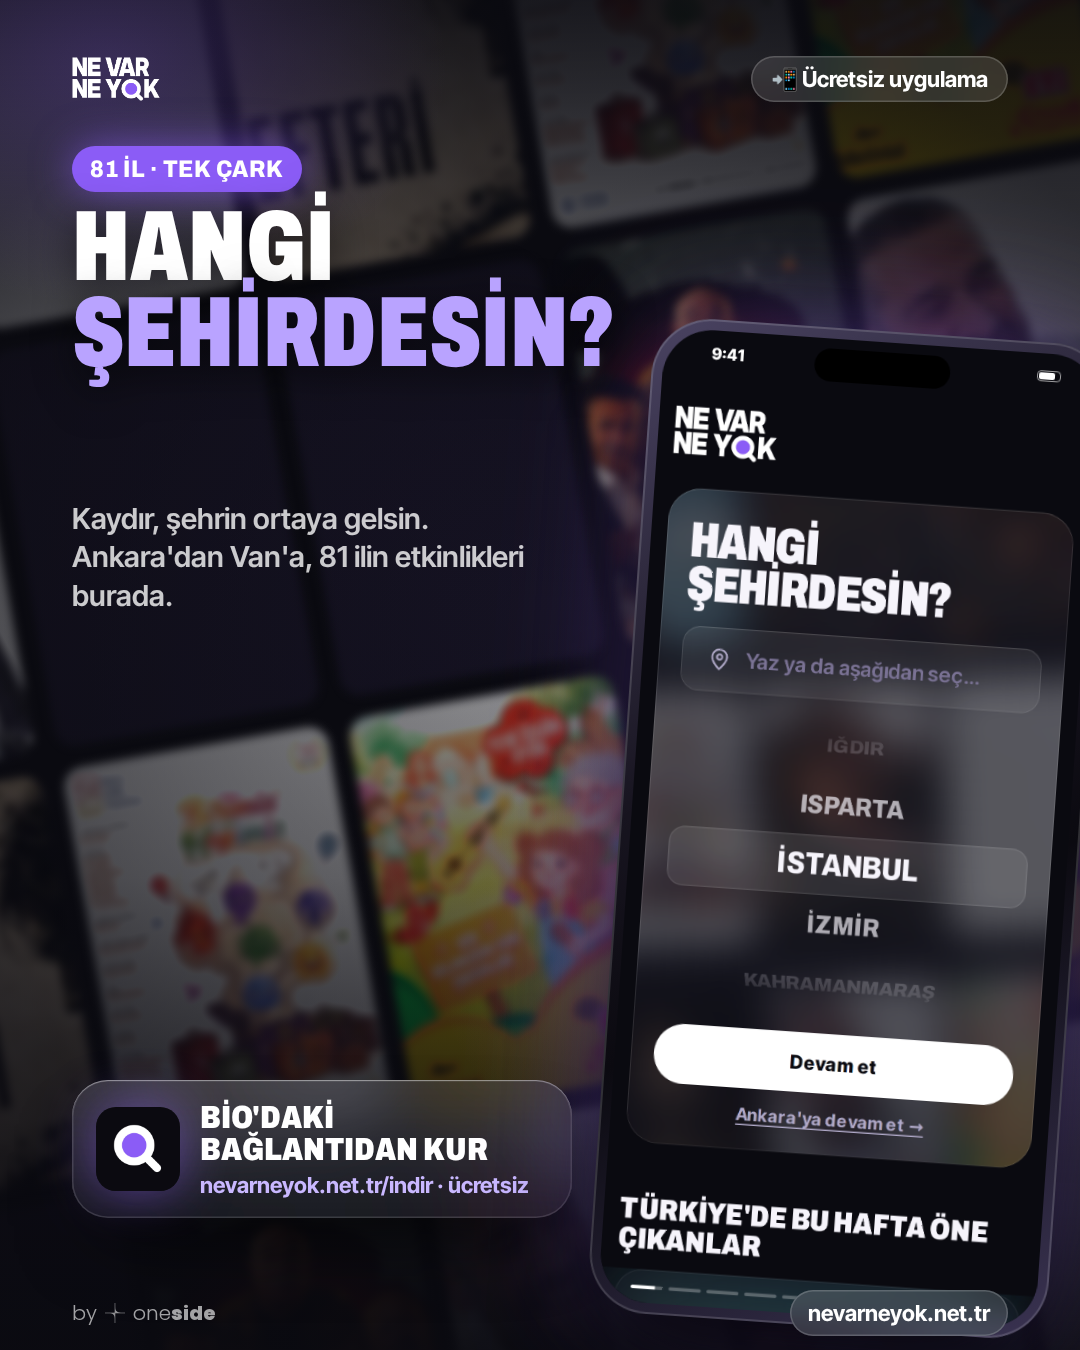 NE VAR
NE YOK
📲 Ücretsiz uygulama
81 İL · TEK ÇARK
HANGİ
ŞEHİRDESİN?
Kaydır, şehrin ortaya gelsin.
Ankara'dan Van'a, 81 ilin etkinlikleri
burada.
9:41
NE VAR
NE YOK
HANGİ
ŞEHİRDESİN?
Yaz ya da aşağıdan seç...
IĞDIR
ISPARTA
İSTANBUL
İZMİR
KAHRAMANMARAŞ
Devam et
Ankara'ya devam et →
TÜRKİYE'DE BU HAFTA ÖNE
ÇIKANLAR
BİO'DAKİ
BAĞLANTIDAN KUR
nevarneyok.net.tr/indir · ücretsiz
by oneside
nevarneyok.net.tr